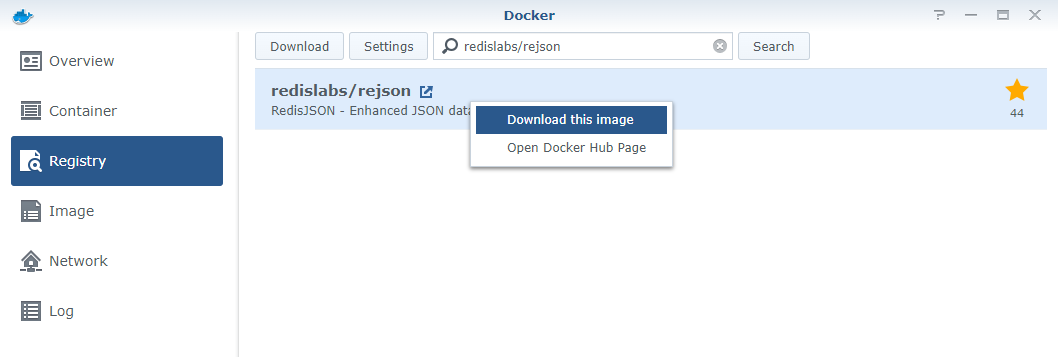 Docker
Overview
Container
Registry
Image
Network
Log
Download Settings redislabs/rejson Search
redislabs/rejson
RedisJSON - Enhanced JSON data
44
Download this image
Open Docker Hub Page